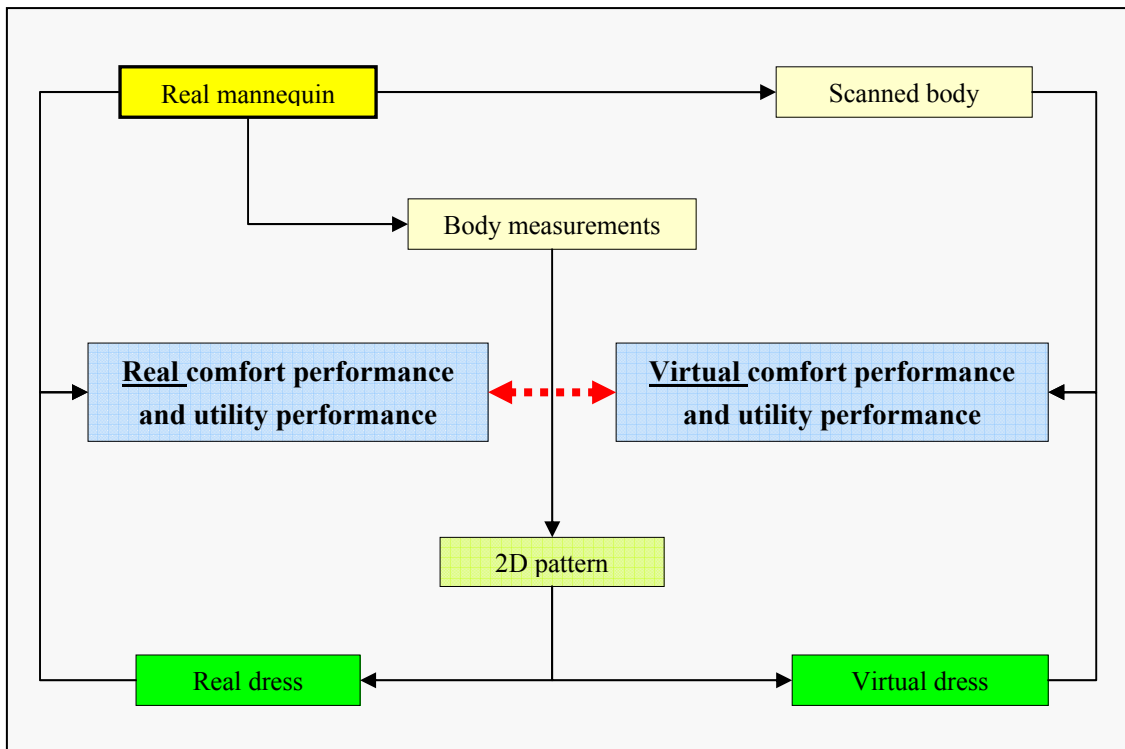 Real mannequin
Scanned body
Body measurements
Real comfort performance
and utility performance
Virtual comfort performance
and utility performance
2D pattern
Real dress
Virtual dress